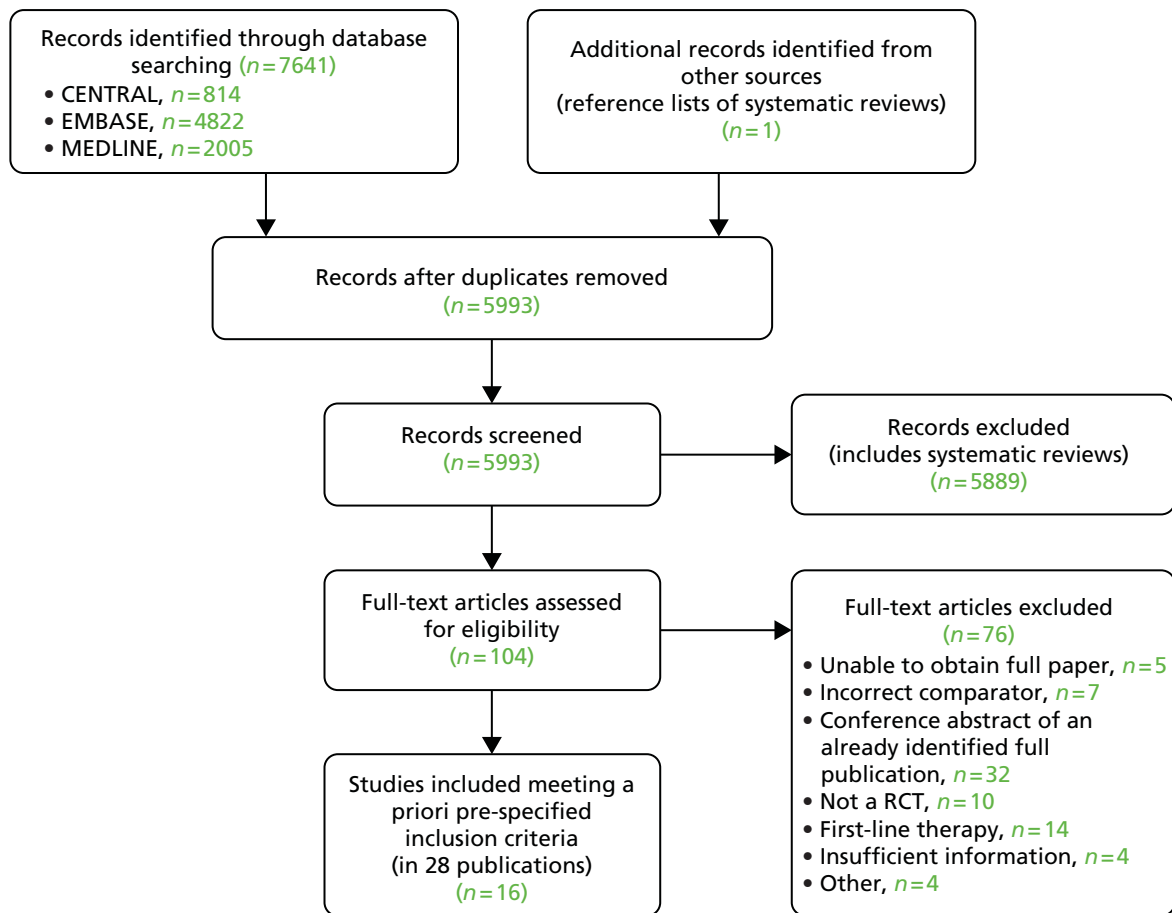 Records identified through database
searching (n=7641)
• CENTRAL, n=814
• EMBASE, n=4822
• MEDLINE, n=2005
Additional records identified from
other sources
(reference lists of systematic reviews)
(n=1)
Records after duplicates removed
(n=5993)
Records screened
(n=5993)
Records excluded
(includes systematic reviews)
(n=5889)
Full-text articles assessed
for eligibility
(n=104)
Full-text articles excluded
(n=76)
• Unable to obtain full paper, n=5
• Incorrect comparator, n=7
• Conference abstract of an
already identified full
publication, n=32
• Not a RCT, n=10
• First-line therapy, n=14
• Insufficient information, n=4
• Other, n=4
Studies included meeting a
priori pre-specified
inclusion criteria
(in 28 publications)
(n=16)